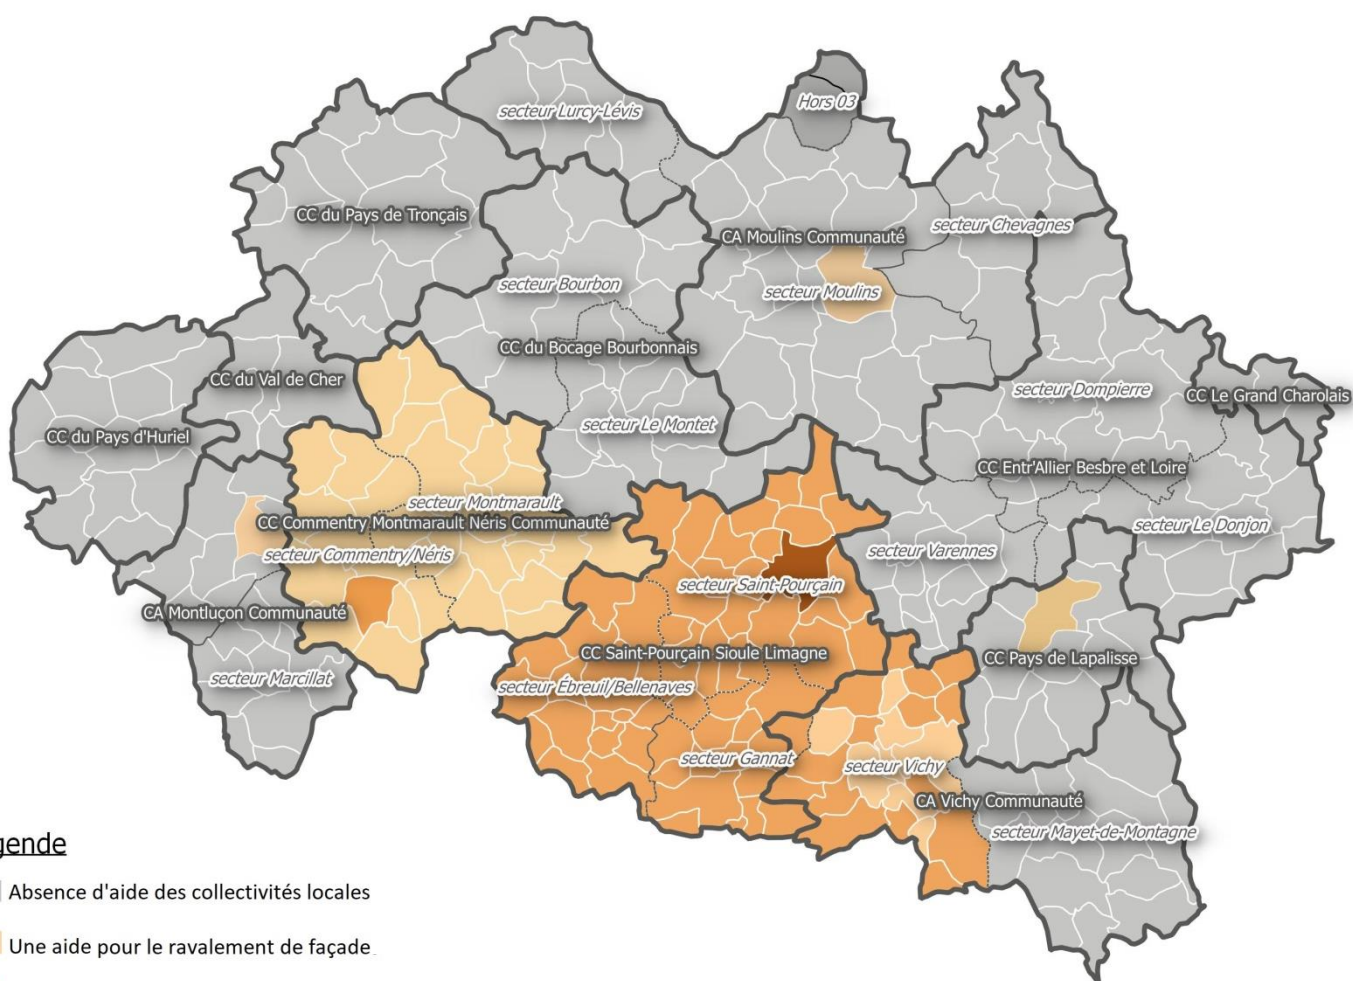 secteur Lurcy-Lévis
Hors 03
CC du Pays de Tronçais
secteur Chevagnes
CA Moulins Communauté
secteur Bourbon
secteur Moulins
CC du Bocage Bourbonnais
CC du Val de Cher
secteur Dompierre
CC Le Grand Charolais
secteur Le Montet
CC du Pays d'Huriel
CC Entr'Allier Besbre et Loire
secteur Montmarault
CC Commentry Montmarault Néris Communauté
secteur Le Donjon
secteur Commentry/Néris
secteur Varennes
secteur Saint-Pourçain
CA Montluçon Communauté
CC Saint-Pourçain Sioule Limagne
CC Pays de Lapalisse
secteur Marcillat
secteur Ébreuil/Bellenaves
secteur Gannat
secteur Vichy
CA Vichy Communauté
secteur Mayet-de-Montagne
gende
Absence d'aide des collectivités locales
Une aide pour le ravalement de façade